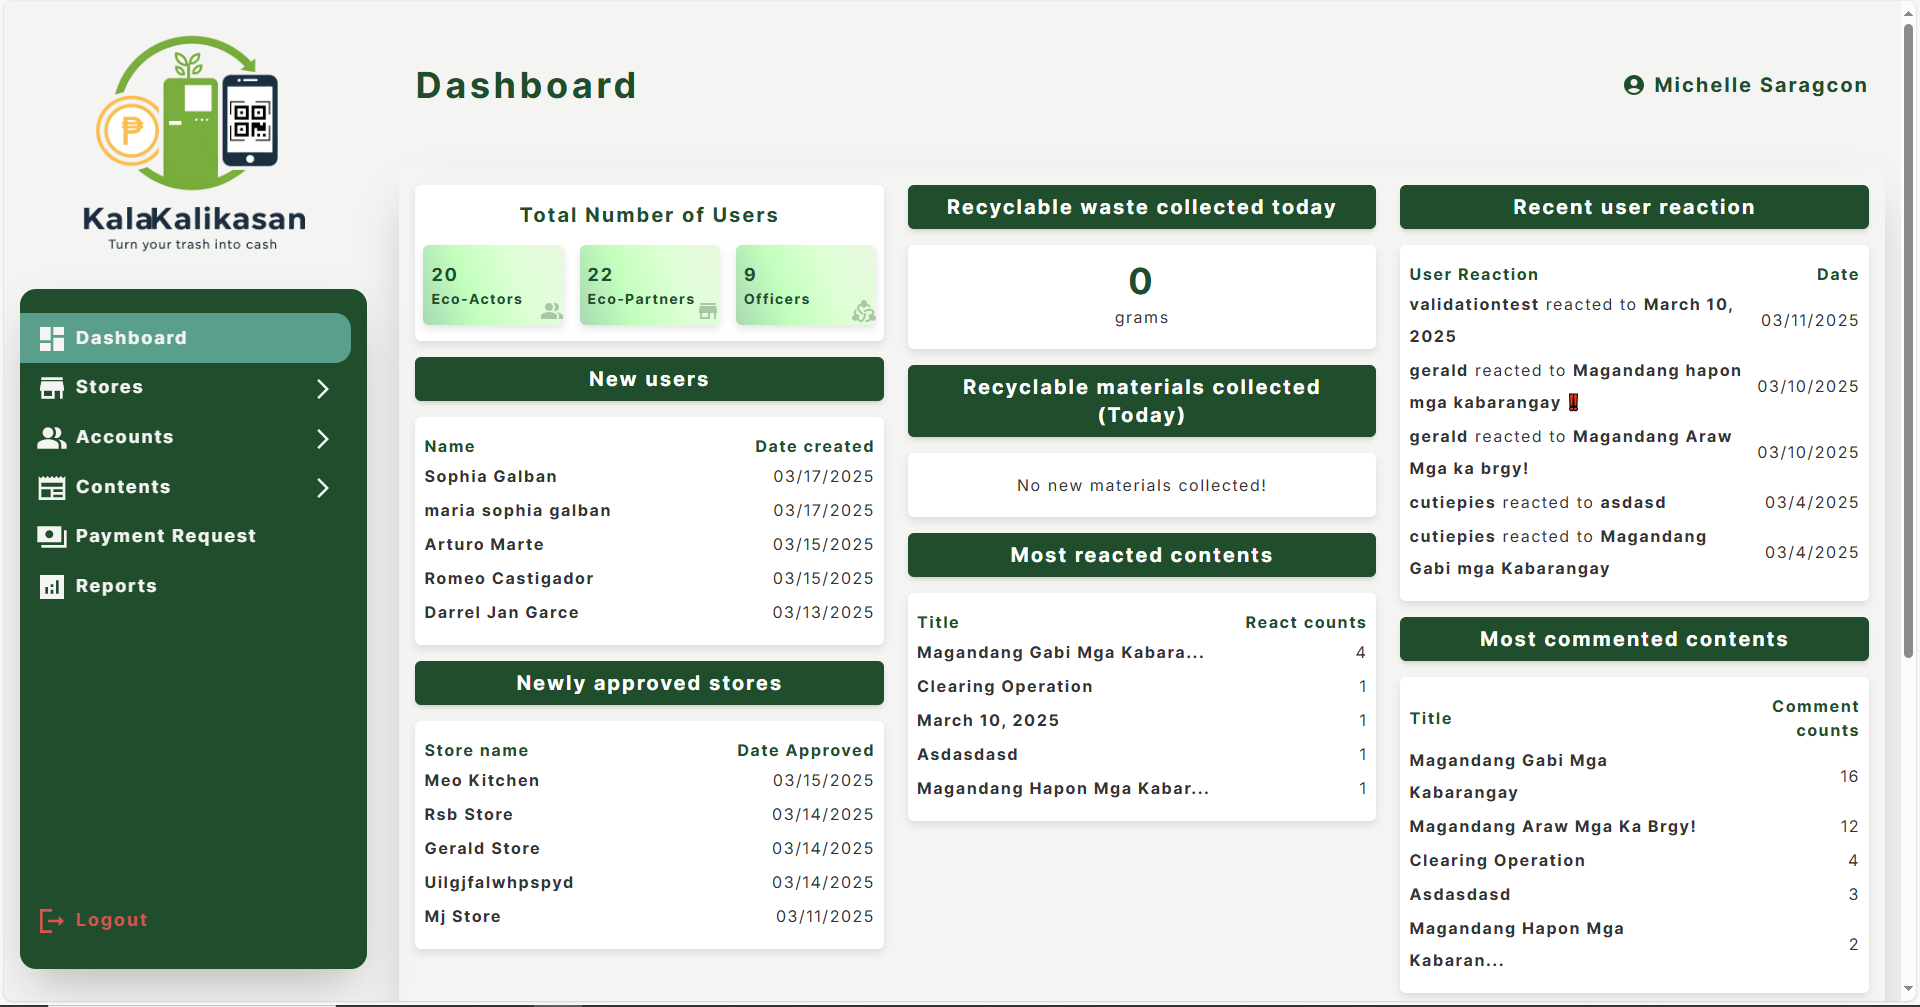 KalaKalikasan
Turn your trash into cash
Dashboard
Stores
Accounts
Contents
Payment Request
Reports
Logout
Dashboard
Michelle Saragcon
Total Number of Users
20
Eco-Actors
22
Eco-Partners
9
Officers
New users
Name Date created
Sophia Galban 03/17/2025
maria sophia galban 03/17/2025
Arturo Marte 03/15/2025
Romeo Castigador 03/15/2025
Darrel Jan Garce 03/13/2025
Newly approved stores
Store name Date Approved
Meo Kitchen 03/15/2025
Rsb Store 03/14/2025
Gerald Store 03/14/2025
Uilgjfalwhpspyd 03/14/2025
Mj Store 03/11/2025
Recyclable waste collected today
0
grams
Recyclable materials collected
(Today)
No new materials collected!
Most reacted contents
Title React counts
Magandang Gabi Mga Kabara... 4
Clearing Operation 1
March 10, 2025 1
Asdasdasd 1
Magandang Hapon Mga Kabar... 1
Recent user reaction
User Reaction Date
validationtest reacted to March 10,
2025 03/11/2025
gerald reacted to Magandang hapon
mga kabarangay ‼ 03/10/2025
gerald reacted to Magandang Araw
Mga ka brgy! 03/10/2025
cutiepies reacted to asdasd 03/4/2025
cutiepies reacted to Magandang
Gabi mga Kabarangay 03/4/2025
Most commented contents
Title Comment
counts
Magandang Gabi Mga
Kabarangay 16
Magandang Araw Mga Ka Brgy! 12
Clearing Operation 4
Asdasdasd 3
Magandang Hapon Mga
Kabaran... 2